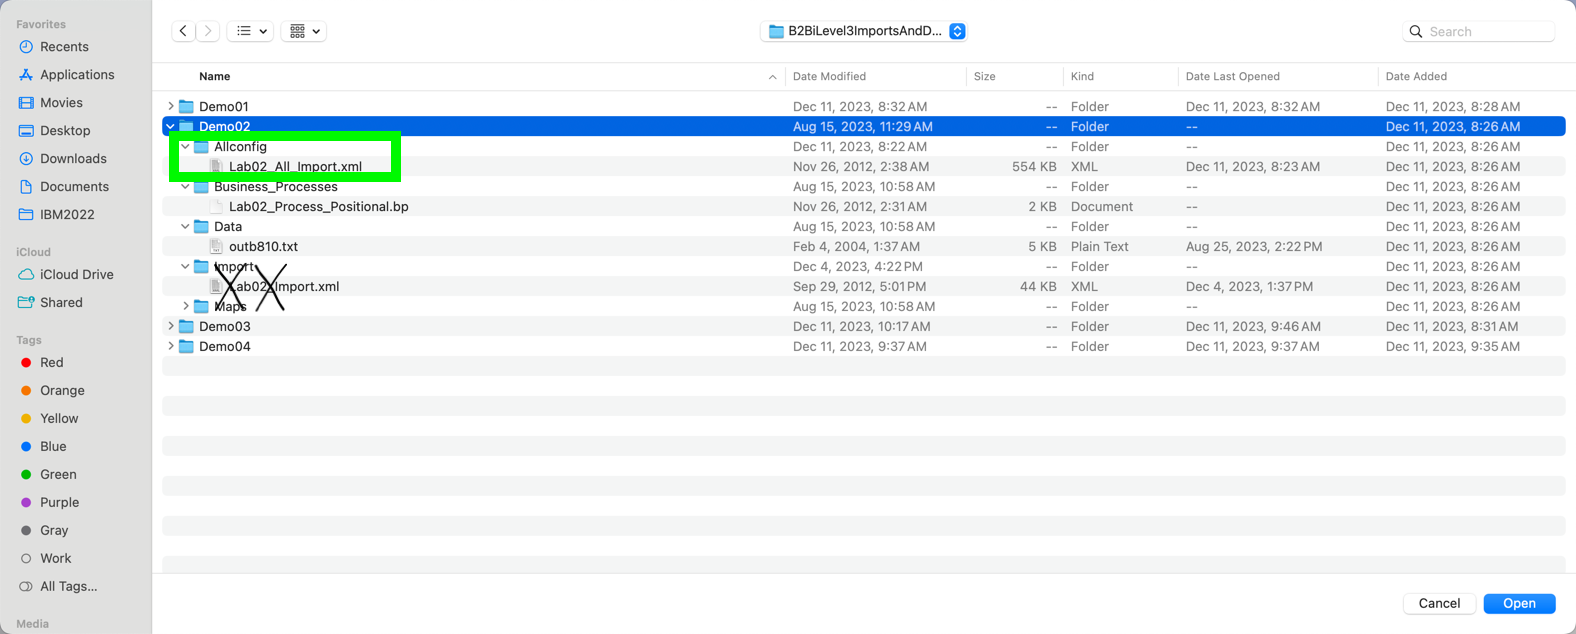 Favorites
Recents
Applications
Movies
Desktop
Downloads
Documents
IBM2022
iCloud
iCloud Drive
Shared
Tags
Red
Orange
Yellow
Blue
Green
Purple
Gray
Work
All Tags...
Media
B2BiLevel3ImportsAndD...
Search
Name Date Modified Size Kind Date Last Opened Date Added
Demo01 Dec 11, 2023, 8:32 AM -- Folder Dec 11, 2023, 8:32 AM Dec 11, 2023, 8:28 AM
Demo02 Aug 15, 2023, 11:29 AM -- Folder -- Dec 11, 2023, 8:26 AM
Allconfig Dec 11, 2023, 8:22 AM -- Folder -- Dec 11, 2023, 8:26 AM
Lab02_All_Import.xml Nov 26, 2012, 2:38 AM 554 KB XML Dec 11, 2023, 8:23 AM Dec 11, 2023, 8:26 AM
Business_Processes Aug 15, 2023, 10:58 AM -- Folder -- Dec 11, 2023, 8:26 AM
Lab02_Process_Positional.bp Nov 26, 2012, 2:31 AM 2 KB Document -- Dec 11, 2023, 8:26 AM
Data Aug 15, 2023, 10:58 AM -- Folder -- Dec 11, 2023, 8:26 AM
outb810.txt Feb 4, 2004, 1:37 AM 5 KB Plain Text Aug 25, 2023, 2:22 PM Dec 11, 2023, 8:26 AM
Import Dec 4, 2023, 4:22 PM -- Folder -- Dec 11, 2023, 8:26 AM
Lab02_Import.xml Sep 29, 2012, 5:01 PM 44 KB XML Dec 4, 2023, 1:37 PM Dec 11, 2023, 8:26 AM
Maps Aug 15, 2023, 10:58 AM -- Folder -- Dec 11, 2023, 8:26 AM
Demo03 Dec 11, 2023, 10:17 AM -- Folder Dec 11, 2023, 9:46 AM Dec 11, 2023, 8:31 AM
Demo04 Dec 11, 2023, 9:37 AM -- Folder Dec 11, 2023, 9:37 AM Dec 11, 2023, 9:35 AM
Cancel Open